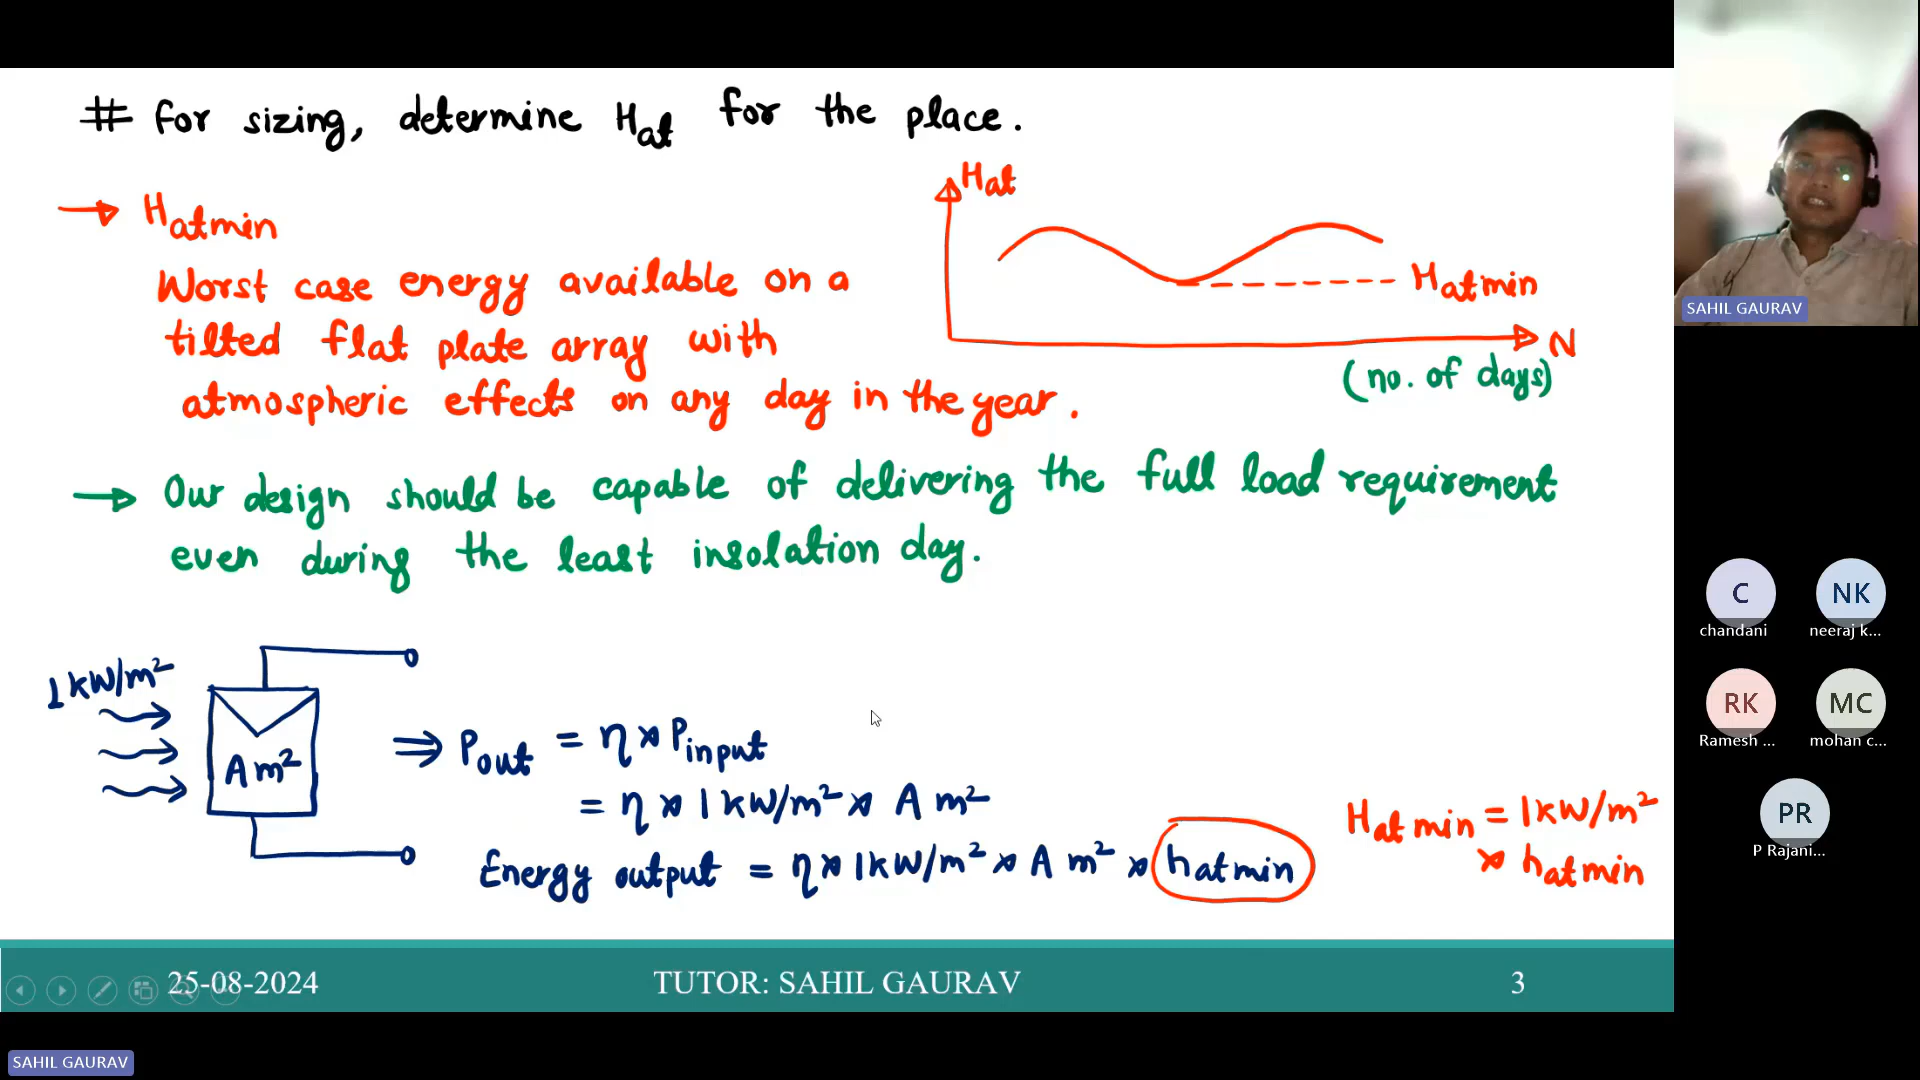 # For sizing, determine Hat for the place.
Hat
→ Hatmin
Worst case energy available on a
tilted flat plate array with
atmospheric effects on any day in the year.
Hatmin
N
(no. of days)
→ Our design should be capable of delivering the full load requirement
even during the least insolation day.
1kW/m²
Am²
⇒ Pout = η × Pinput
= η × 1kW/m² × A m²
Energy output = η × 1kW/m² × A m² × hatmin
Hatmin = 1kW/m²
× hatmin
25-08-2024 TUTOR: SAHIL GAURAV 3
SAHIL GAURAV
SAHIL GAURAV
C
chandani
NK
neeraj k...
RK
Ramesh ...
MC
mohan c...
PR
P Rajani...